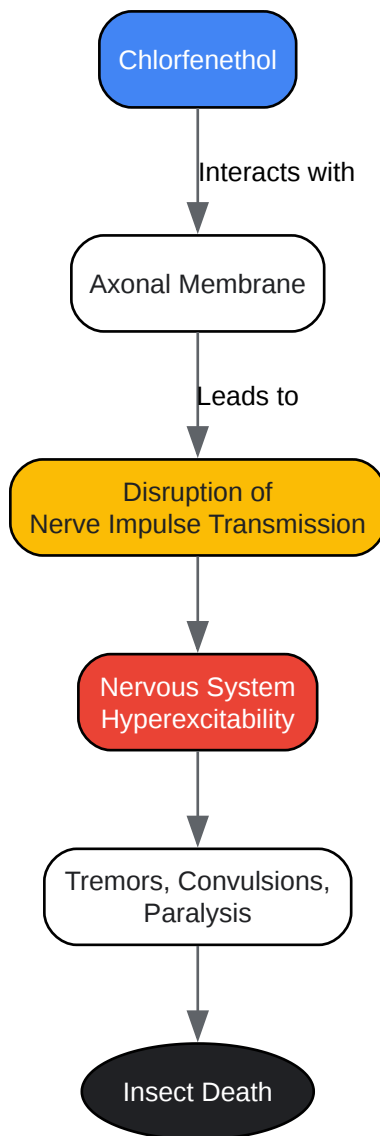 Chlorfenethol
Interacts with
Axonal Membrane
Leads to
Disruption of
Nerve Impulse Transmission
Nervous System
Hyperexcitability
Tremors, Convulsions,
Paralysis
Insect Death